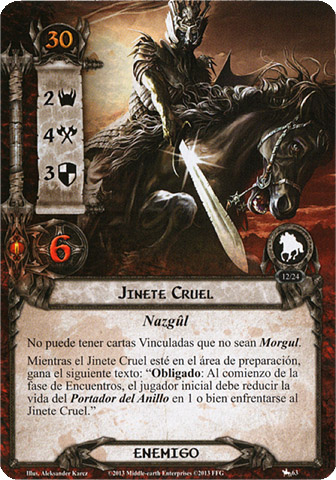 30
2
4
3
6
12/24
Jinete Cruel
Nazgûl
No puede tener cartas Vinculadas que no sean Morgul.
Mientras el Jinete Cruel esté en el área de preparación,
gana el siguiente texto: “Obligado: Al comienzo de la
fase de Encuentros, el jugador inicial debe reducir la
vida del Portador del Anillo en 1 o bien enfrentarse al
Jinete Cruel.”
ENEMIGO
Illus. Aleksander Karcz ©2013 Middle-earth Enterprises ©2013 FFG 63